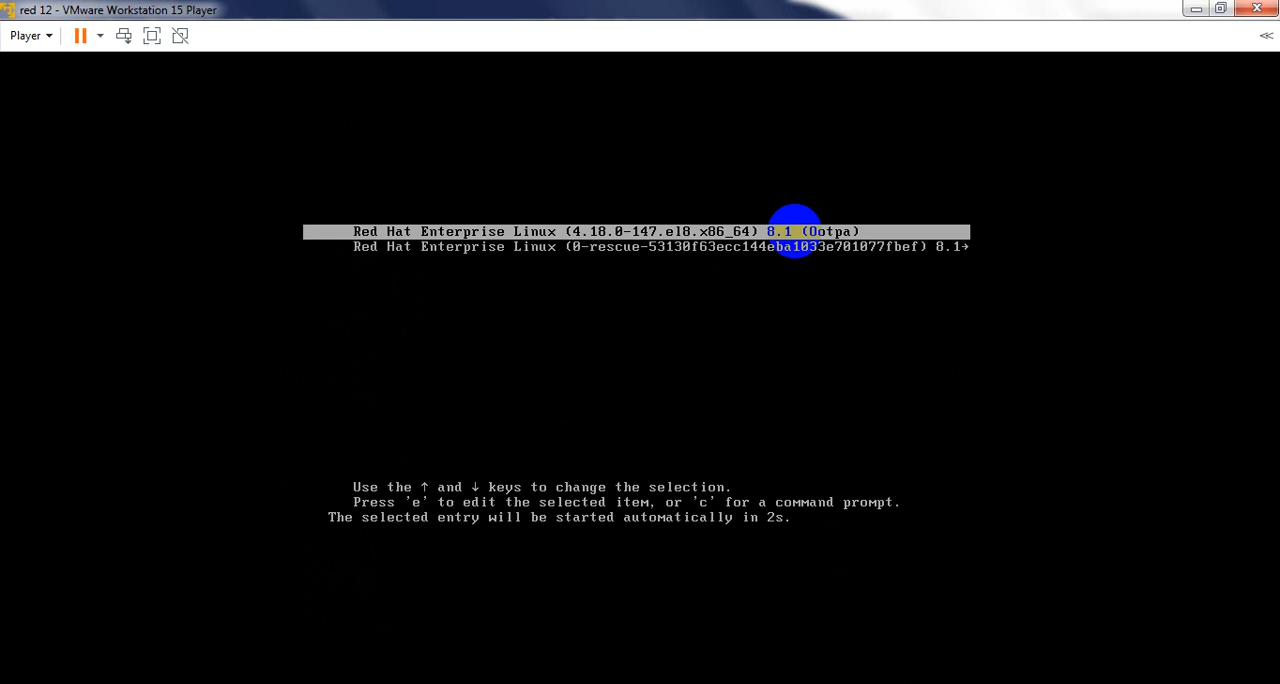 red 12 - VMware Workstation 15 Player
Player
Red Hat Enterprise Linux (4.18.0-147.el8.x86_64) 8.1 (Ootpa)
Red Hat Enterprise Linux (0-rescue-53130f63ecc144eba1033e701077fbef) 8.1→
Use the ↑ and ↓ keys to change the selection.
Press 'e' to edit the selected item, or 'c' for a command prompt.
The selected entry will be started automatically in 2s.